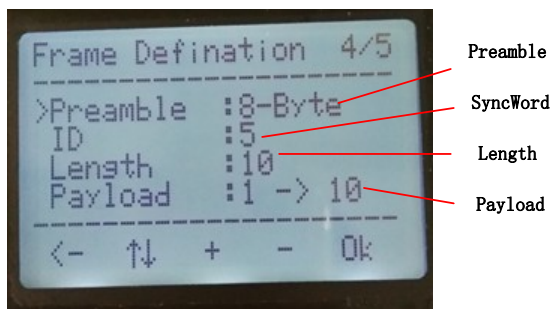 Frame Defination 4/5
>Preamble :8-Byte
ID :5
Length :10
Payload :1 -> 10
<- ↑↓ + - Ok
Preamble
SyncWord
Length
Payload